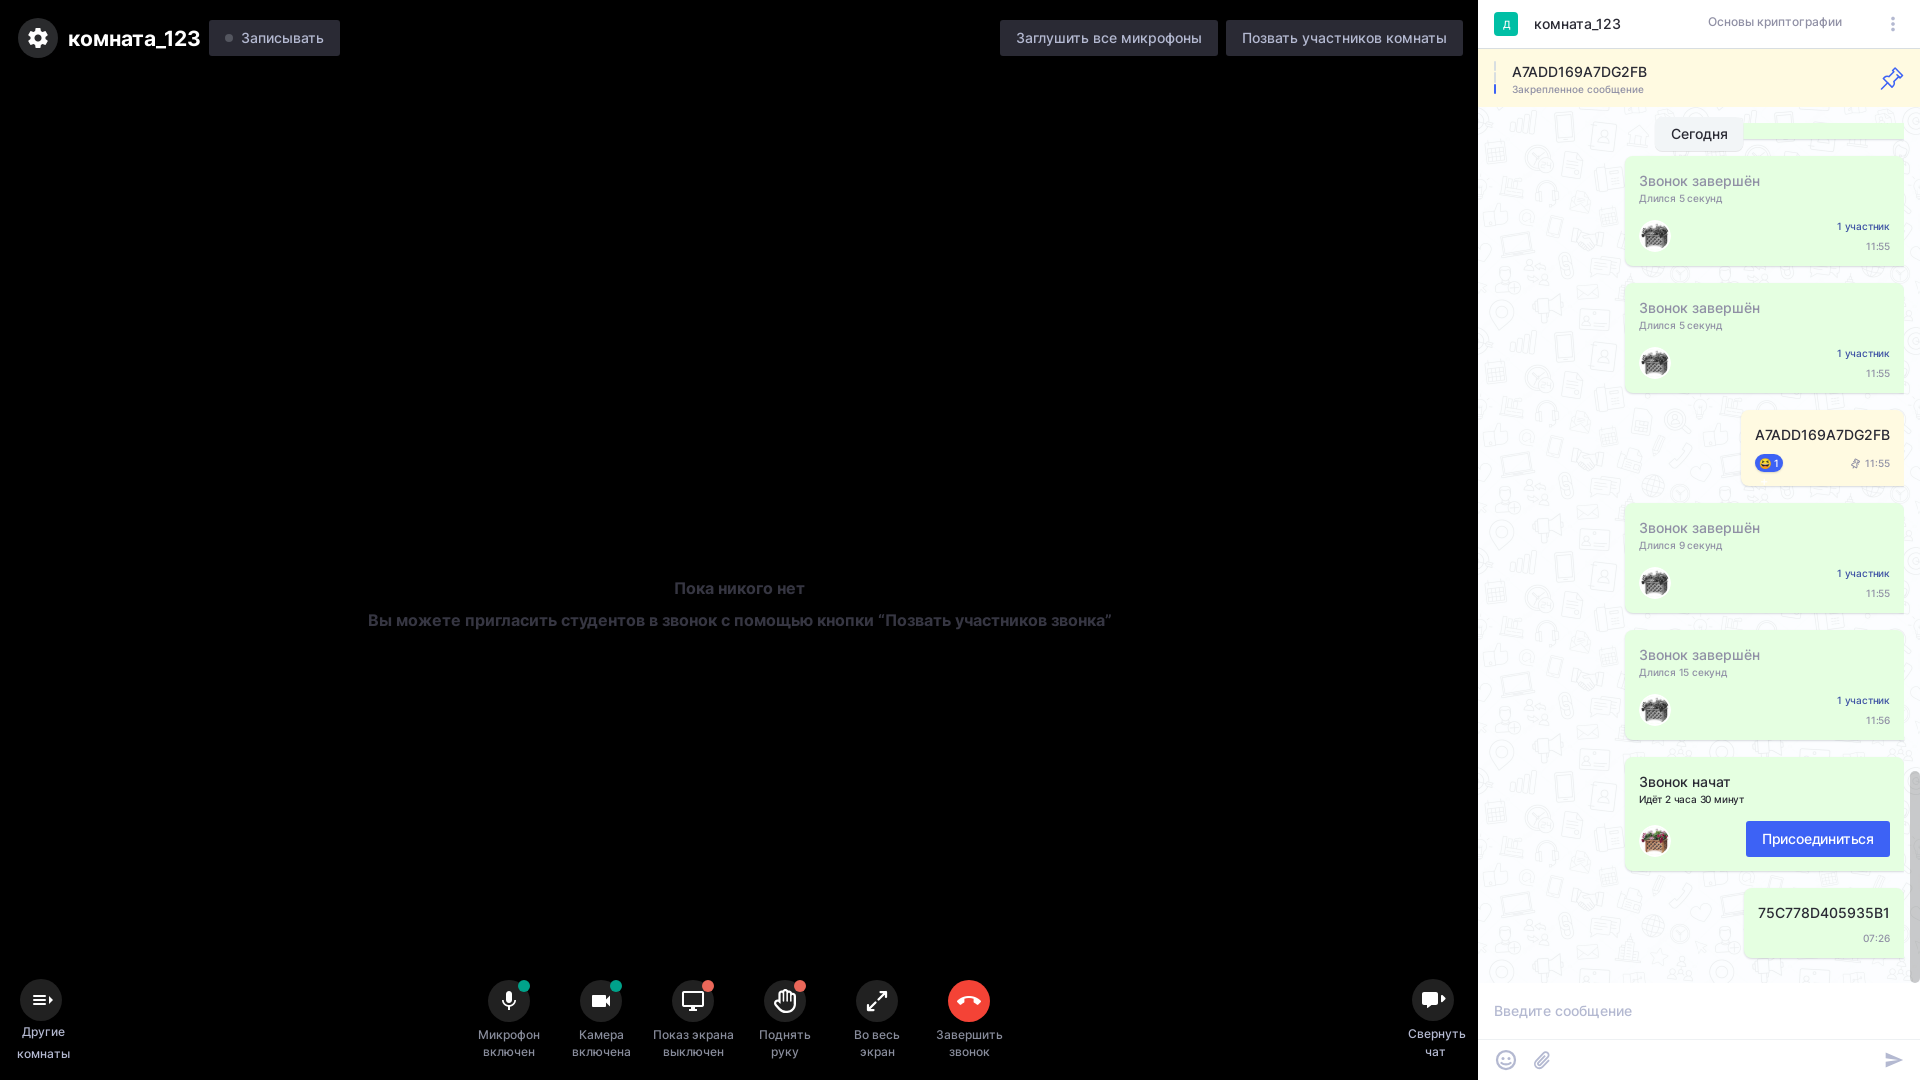 комната_123
Записывать
Заглушить все микрофоны
Позвать участников комнаты
Пока никого нет
Вы можете пригласить студентов в звонок с помощью кнопки “Позвать участников звонка”
Другие
комнаты
Микрофон
включен
Камера
включена
Показ экрана
выключен
Поднять
руку
Во весь
экран
Завершить
звонок
Свернуть
чат
Д
комната_123
Основы криптографии
A7ADD169A7DG2FB
Закрепленное сообщение
Сегодня
Звонок завершён
Длился 5 секунд
1 участник
11:55
Звонок завершён
Длился 5 секунд
1 участник
11:55
A7ADD169A7DG2FB
1
11:55
Звонок завершён
Длился 9 секунд
1 участник
11:55
Звонок завершён
Длился 15 секунд
1 участник
11:56
Звонок начат
Идёт 2 часа 30 минут
Присоединиться
75C778D405935B1
07:26
Введите сообщение